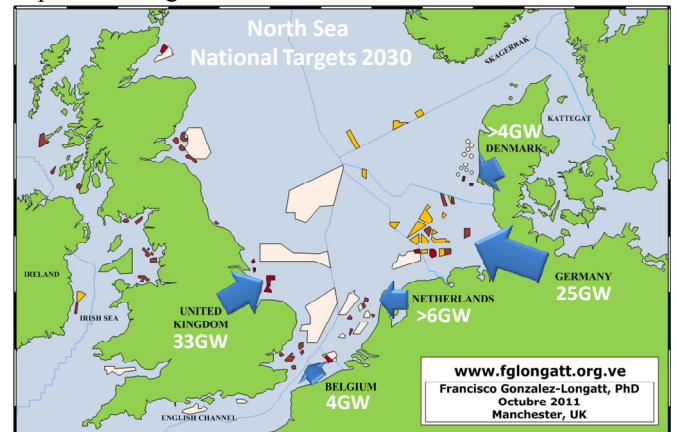 North Sea
National Targets 2030
SKAGERRAK
KATTEGAT
>4GW
DENMARK
IRELAND
GERMANY
25GW
NETHERLANDS
>6GW
UNITED
KINGDOM
33GW
IRISH SEA
BELGIUM
4GW
ENGLISH CHANNEL
www.fglongatt.org.ve
Francisco Gonzalez-Longatt, PhD
Octubre 2011
Manchester, UK